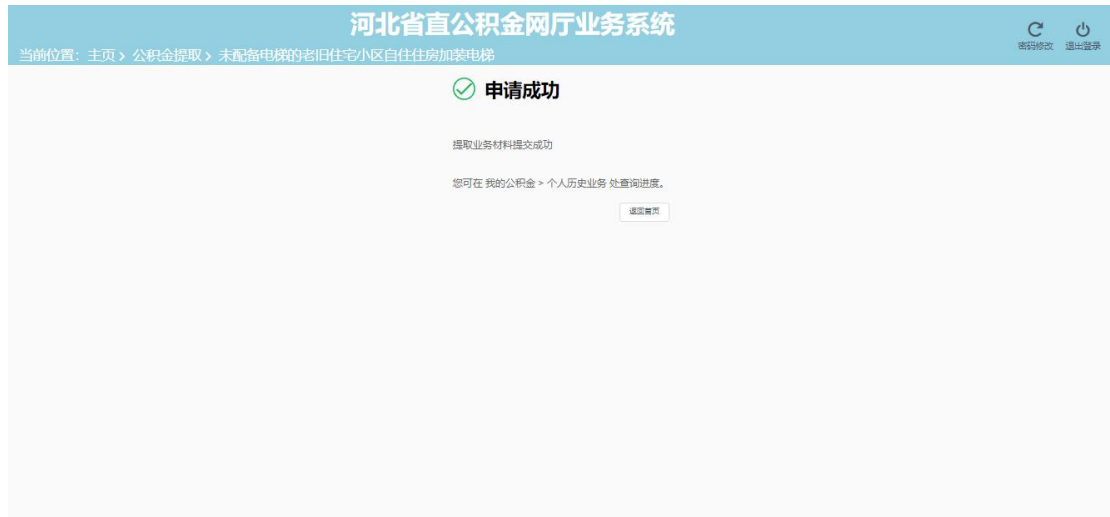 河北省直公积金网厅业务系统
密码修改 退出登录
当前位置：主页 > 公积金提取 > 未配备电梯的老旧住宅小区自住住房加装电梯
申请成功
提取业务材料提交成功
您可在 我的公积金 > 个人历史业务 处查询进度。
返回首页